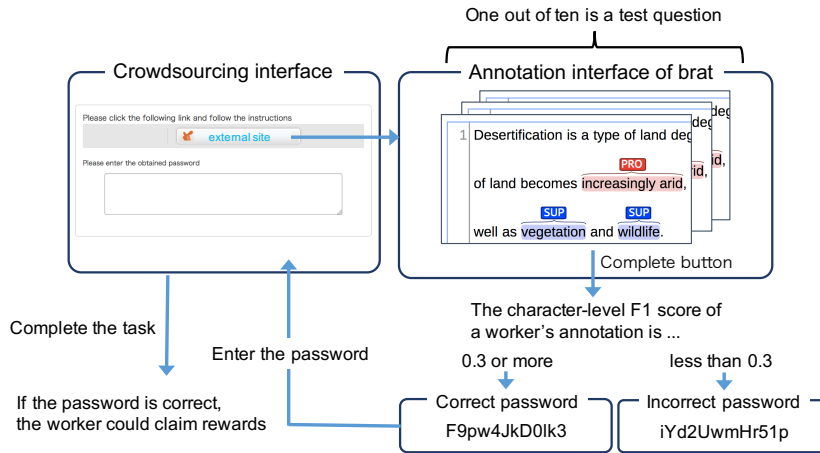 One out of ten is a test question
Crowdsourcing interface
Please click the following link and follow the instructions
external site
Please enter the obtained password
Annotation interface of brat
1 Desertification is a type of land deg
PRO
of land becomes increasingly arid,
SUP SUP
well as vegetation and wildlife.
deg
deg
rid,
rid,
Complete button
The character-level F1 score of
a worker's annotation is ...
0.3 or more
less than 0.3
Correct password
F9pw4JkD0lk3
Incorrect password
iYd2UwmHr51p
Enter the password
Complete the task
If the password is correct,
the worker could claim rewards